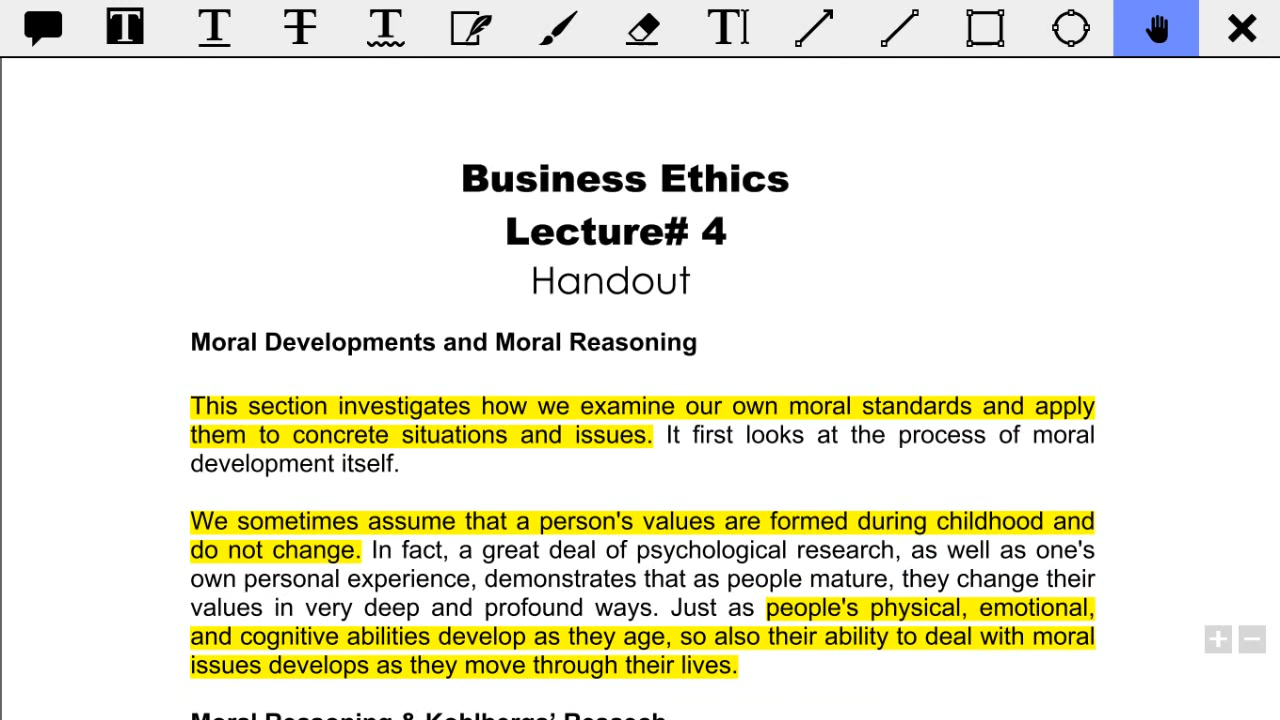 Business Ethics
Lecture# 4
Handout
Moral Developments and Moral Reasoning
This section investigates how we examine our own moral standards and apply
them to concrete situations and issues. It first looks at the process of moral
development itself.
We sometimes assume that a person's values are formed during childhood and
do not change. In fact, a great deal of psychological research, as well as one's
own personal experience, demonstrates that as people mature, they change their
values in very deep and profound ways. Just as people's physical, emotional,
and cognitive abilities develop as they age, so also their ability to deal with moral
issues develops as they move through their lives.
Moral Reasoning & Kohlbergs’